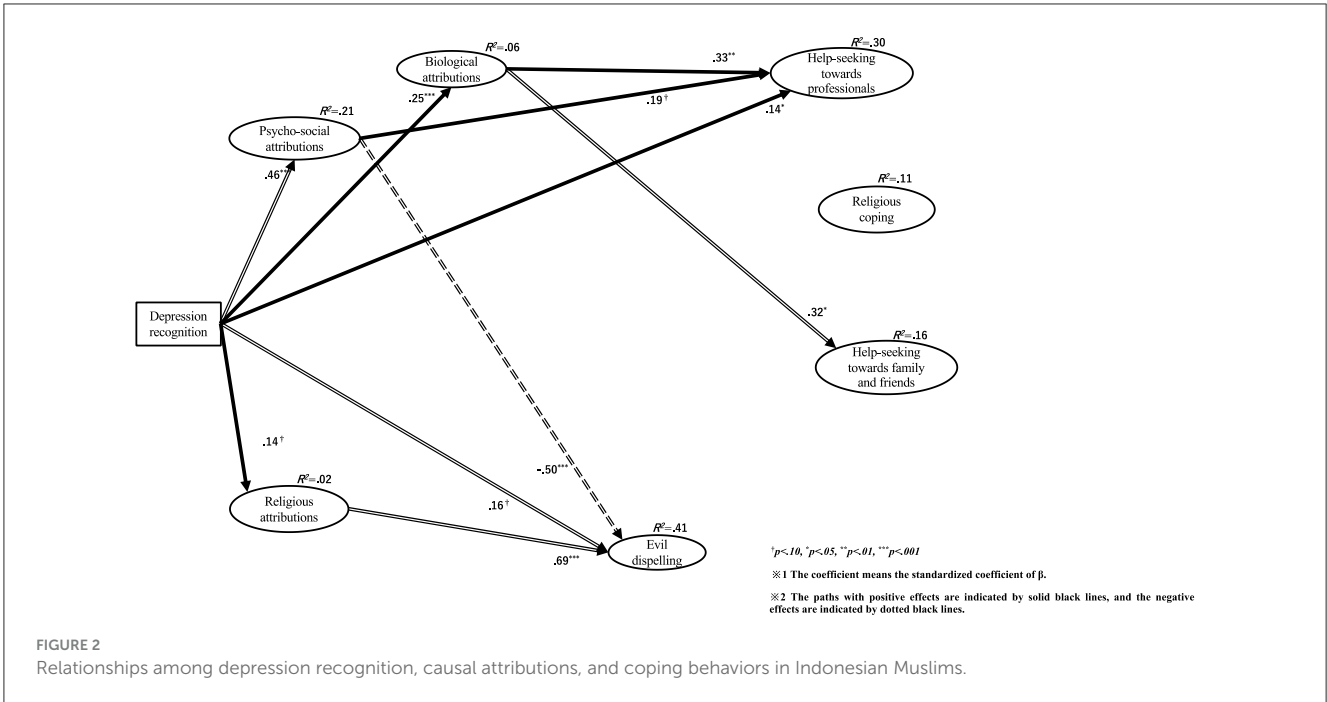 R²=.06
Biological
attributions
R²=.30
Help-seeking
towards
professionals
.33**
.25***
.19†
.14*
R²=.21
Psycho-social
attributions
.46**
R²=.11
Religious
coping
Depression
recognition
.32*
R²=.16
Help-seeking
towards family
and friends
.14†
R²=.02
Religious
attributions
-.50***
.16†
.69***
R²=.41
Evil
dispelling
†p<.10, *p<.05, **p<.01, ***p<.001
※1 The coefficient means the standardized coefficient of β.
※2 The paths with positive effects are indicated by solid black lines, and the negative
effects are indicated by dotted black lines.
FIGURE 2
Relationships among depression recognition, causal attributions, and coping behaviors in Indonesian Muslims.